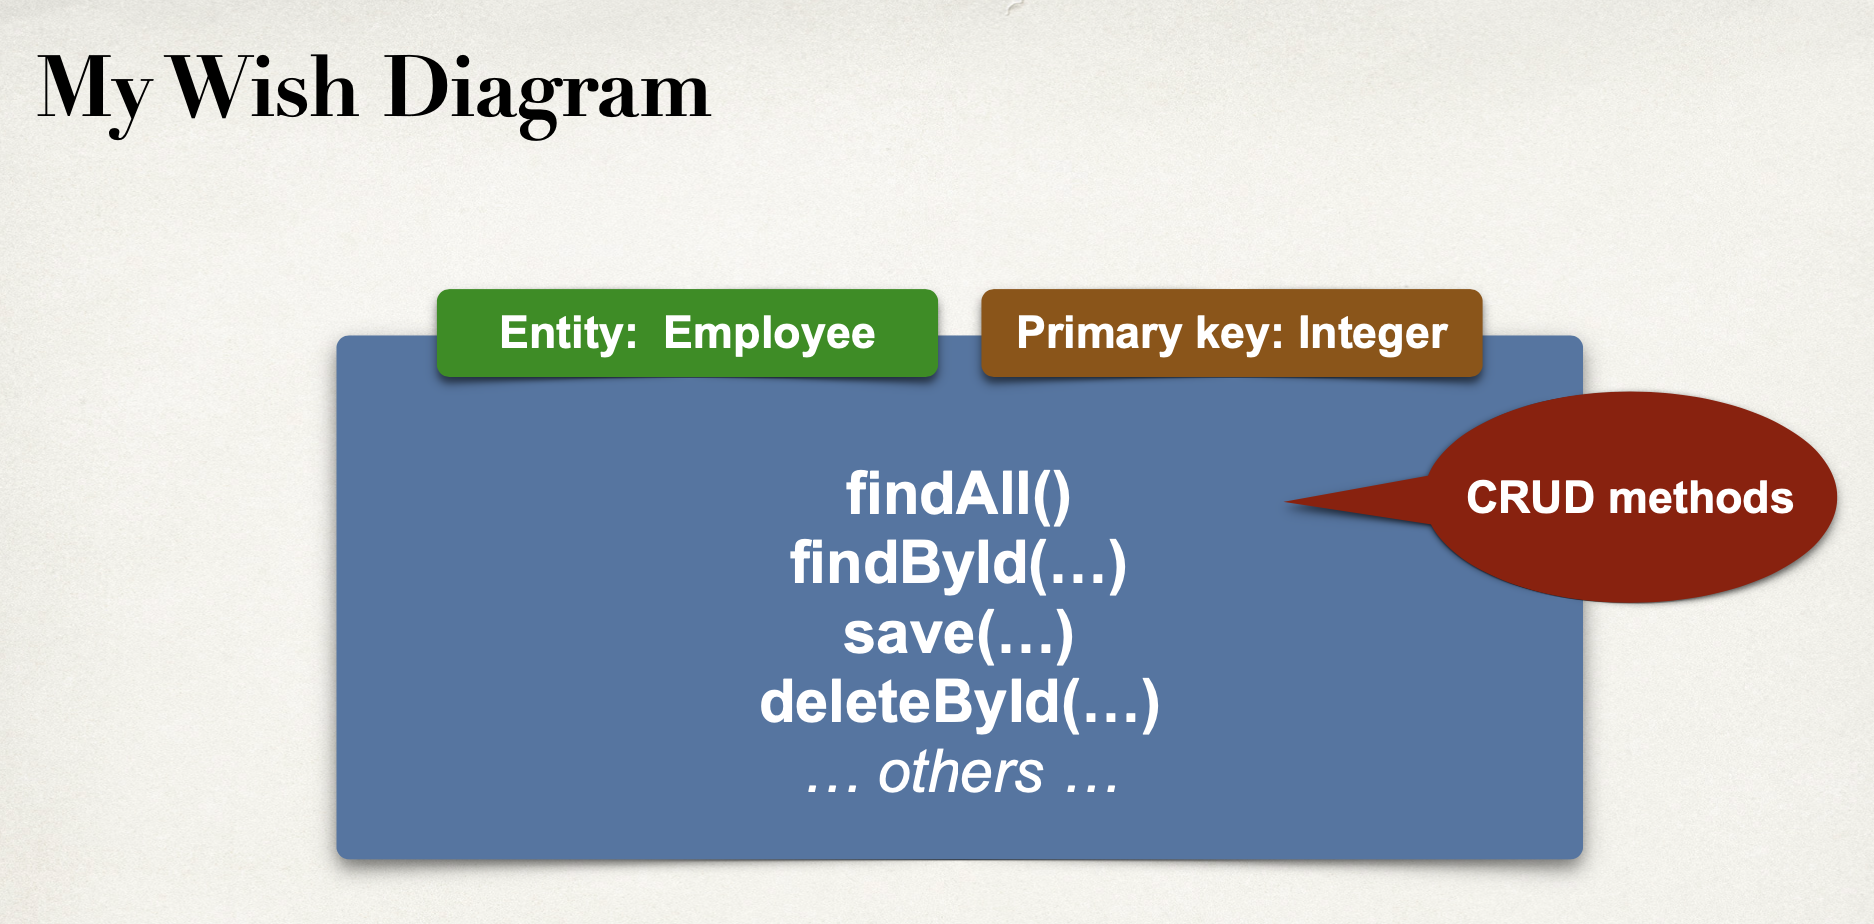 My Wish Diagram
Entity:  Employee
Primary key: Integer
findAll()
findById(…)
save(…)
deleteById(…)
… others …
CRUD methods